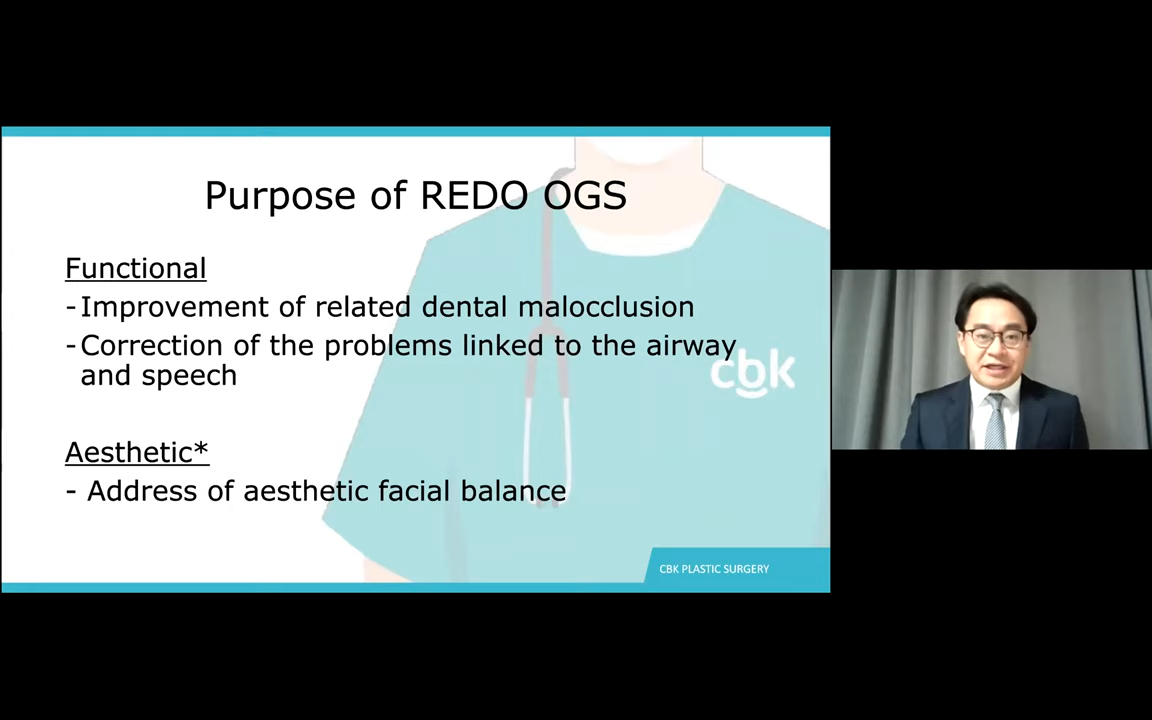 Purpose of REDO OGS
Functional
-Improvement of related dental malocclusion
-Correction of the problems linked to the airway
and speech
cbk
Aesthetic*
- Address of aesthetic facial balance
CBK PLASTIC SURGERY